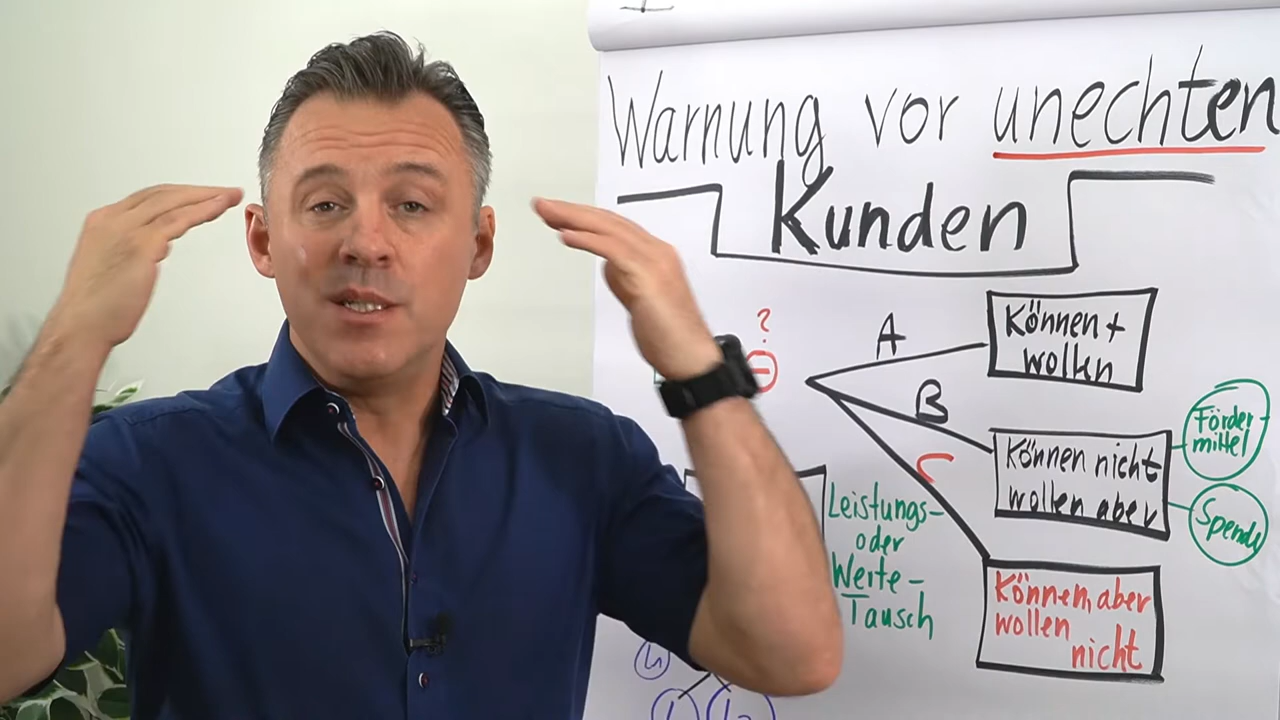 Warnung vor unechten
Kunden
?
A
Können +
wollen
B
Können nicht
wollen aber
Förder-
mittel
Spende
C
Können, aber
wollen
nicht
Leistungs-
oder
Werte-
Tausch